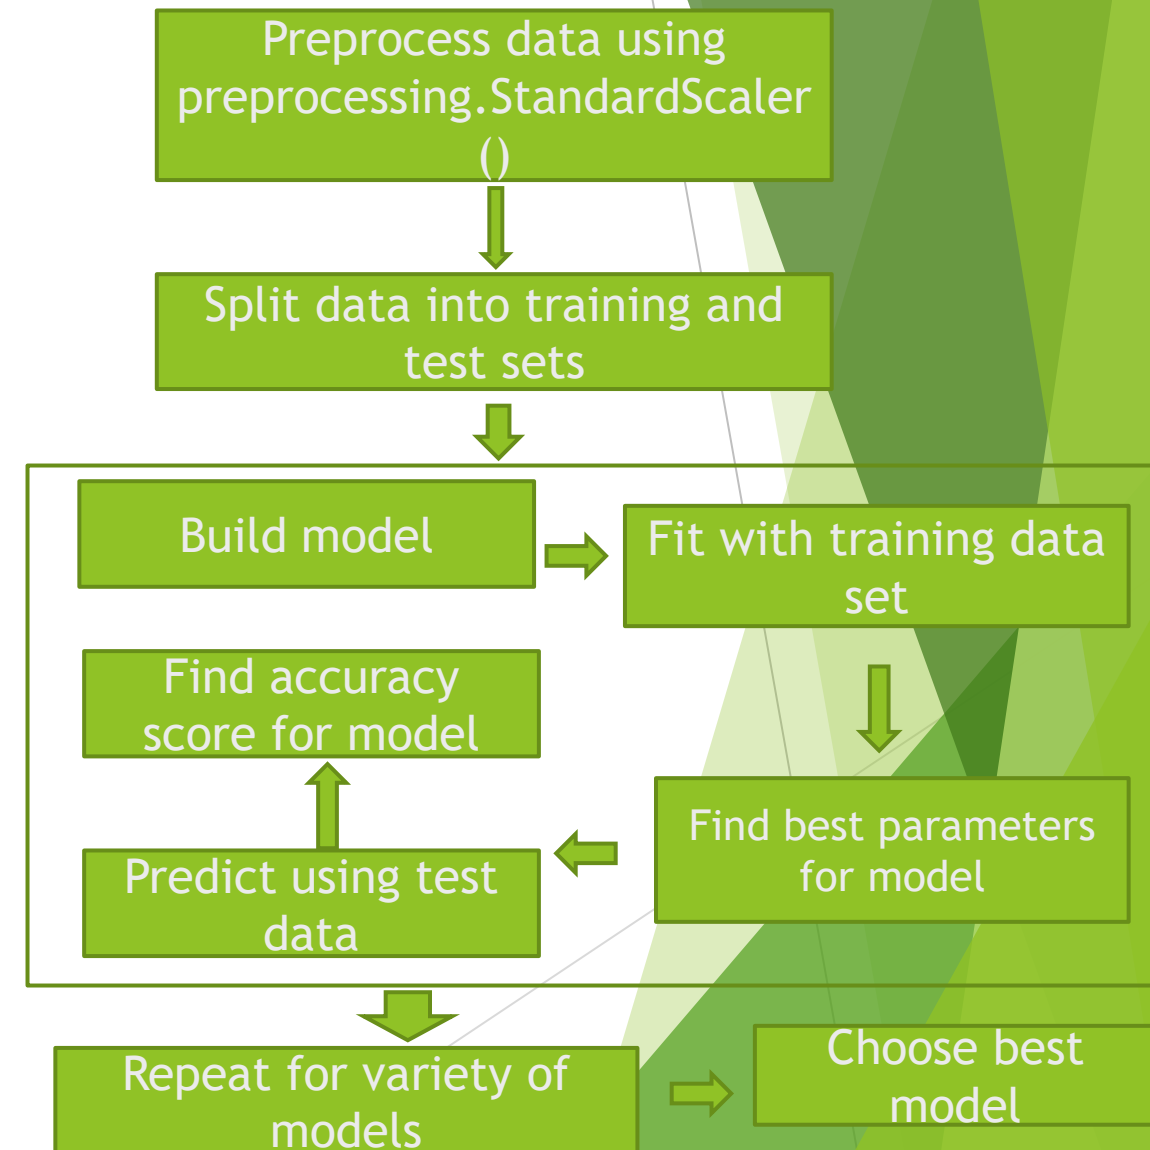 Preprocess data using
preprocessing.StandardScaler
()
Split data into training and
test sets
Build model
Fit with training data
set
Find best parameters
for model
Predict using test
data
Find accuracy
score for model
Repeat for variety of
models
Choose best
model